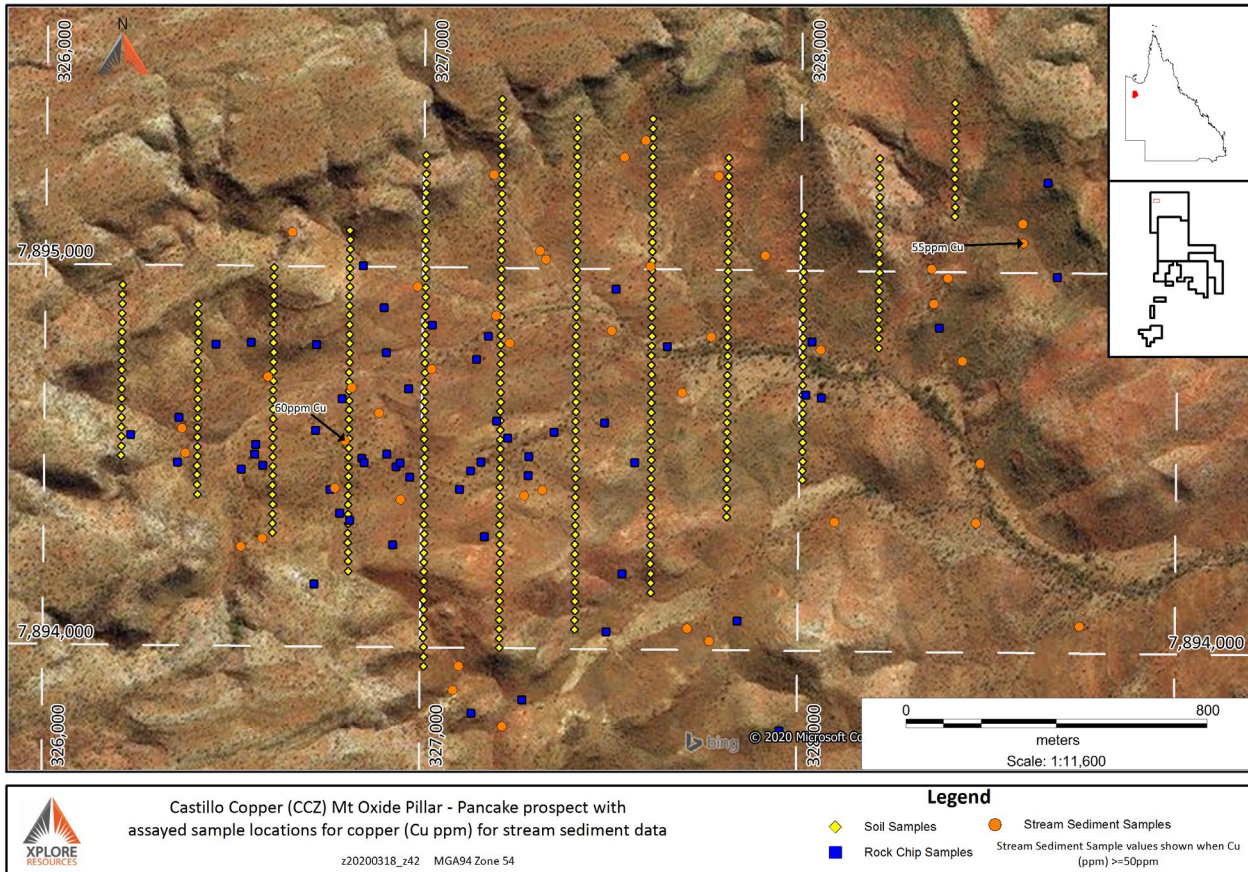 326,000
327,000
328,000
N
7,895,000
55ppm Cu
60ppm Cu
7,894,000
7,894,000
326,000
327,000
328,000
bing © 2020 Microsoft Co
0 800
meters
Scale: 1:11,600
XPLORE
RESOURCES
Castillo Copper (CCZ) Mt Oxide Pillar - Pancake prospect with
assayed sample locations for copper (Cu ppm) for stream sediment data
z20200318_z42 MGA94 Zone 54
Legend
Soil Samples
Stream Sediment Samples
Rock Chip Samples
Stream Sediment Sample values shown when Cu
(ppm) >=50ppm